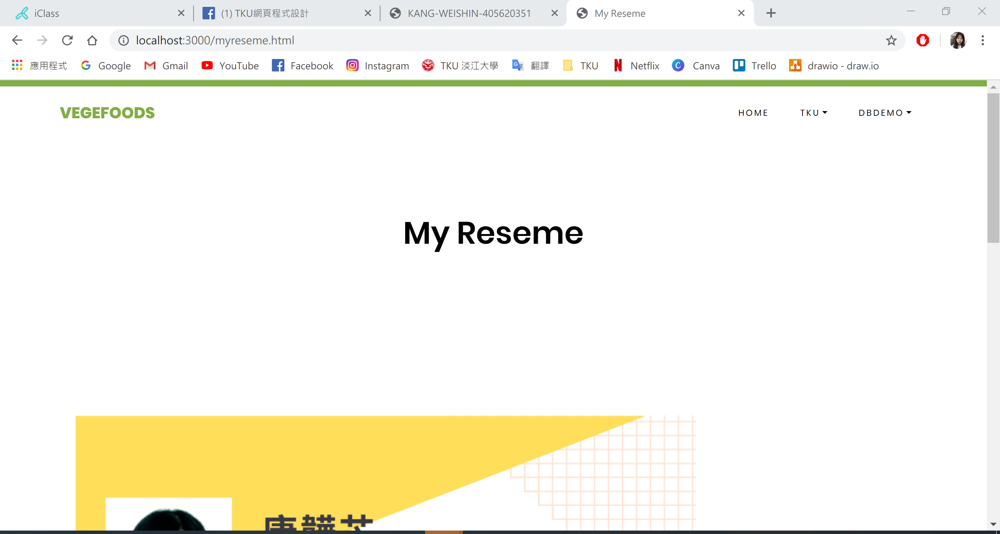 iClass
(1) TKU網頁程式設計
KANG-WEISHIN-405620351
My Reseme
localhost:3000/myreseme.html
應用程式
Google
Gmail
YouTube
Facebook
Instagram
TKU 淡江大學
翻譯
TKU
Netflix
Canva
Trello
drawio - draw.io
VEGEFOODS
HOME
TKU
DBDEMO
My Reseme